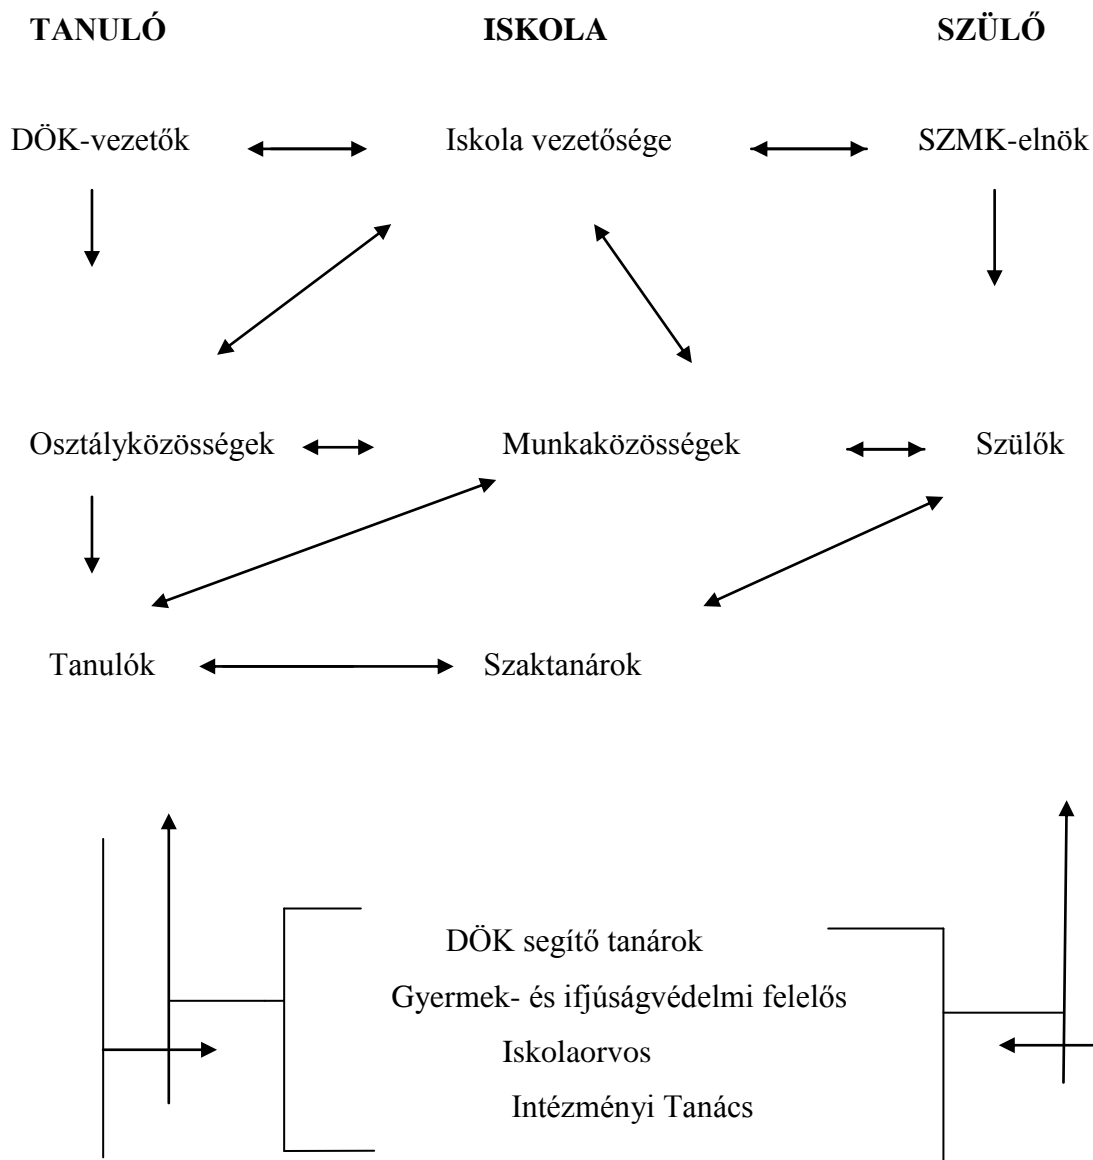 TANULÓ ISKOLA SZÜLŐ
DÖK-vezetők Iskola vezetősége SZMK-elnök
Osztályközösségek Munkaközösségek Szülők
Tanulók Szaktanárok
DÖK segítő tanárok
Gyermek- és ifjúságvédelmi felelős
Iskolaorvos
Intézményi Tanács